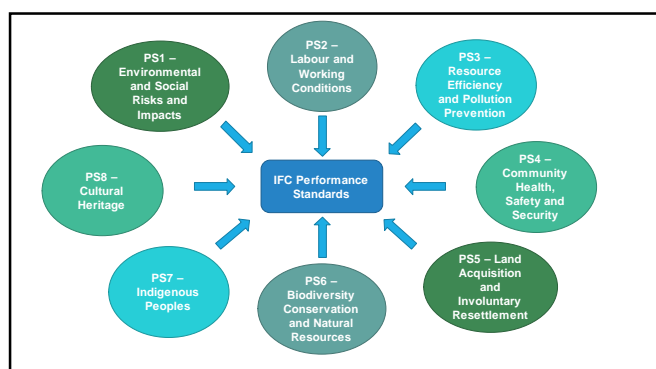 PS1 –
Environmental
and Social
Risks and
Impacts
PS2 –
Labour and
Working
Conditions
PS3 –
Resource
Efficiency
and Pollution
Prevention
PS8 –
Cultural
Heritage
IFC Performance
Standards
PS4 –
Community
Health,
Safety and
Security
PS7 –
Indigenous
Peoples
PS6 –
Biodiversity
Conservation
and Natural
Resources
PS5 – Land
Acquisition
and
Involuntary
Resettlement